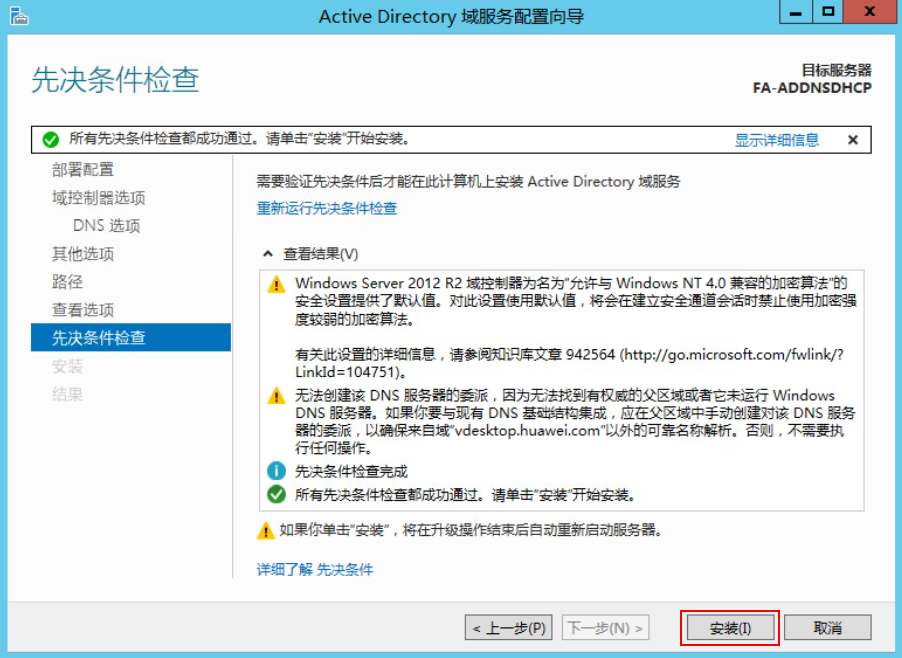 Active Directory 域服务配置向导
先决条件检查
目标服务器
FA-ADDNSDHCP
所有先决条件检查都成功通过。请单击"安装"开始安装。
显示详细信息
部署配置
域控制器选项
DNS 选项
其他选项
路径
查看选项
先决条件检查
安装
结果
需要验证先决条件后才能在此计算机上安装 Active Directory 域服务
重新运行先决条件检查
查看结果(V)
Windows Server 2012 R2 域控制器为名为"允许与 Windows NT 4.0 兼容的加密算法"的
安全设置提供了默认值。对此设置使用默认值，将会在建立安全通道会话时禁止使用加密强
度较弱的加密算法。
有关此设置的详细信息，请参阅知识库文章 942564 (http://go.microsoft.com/fwlink/?
LinkId=104751)。
无法创建该 DNS 服务器的委派，因为无法找到有权威的父区域或者它未运行 Windows
DNS 服务器。如果你要与现有 DNS 基础结构集成，应在父区域中手动创建对该 DNS 服务
器的委派，以确保来自域"vdesktop.huawei.com"以外的可靠名称解析。否则，不需要执
行任何操作。
先决条件检查完成
所有先决条件检查都成功通过。请单击"安装"开始安装。
如果你单击"安装"，将在升级操作结束后自动重新启动服务器。
详细了解 先决条件
< 上一步(P)
下一步(N) >
安装(I)
取消